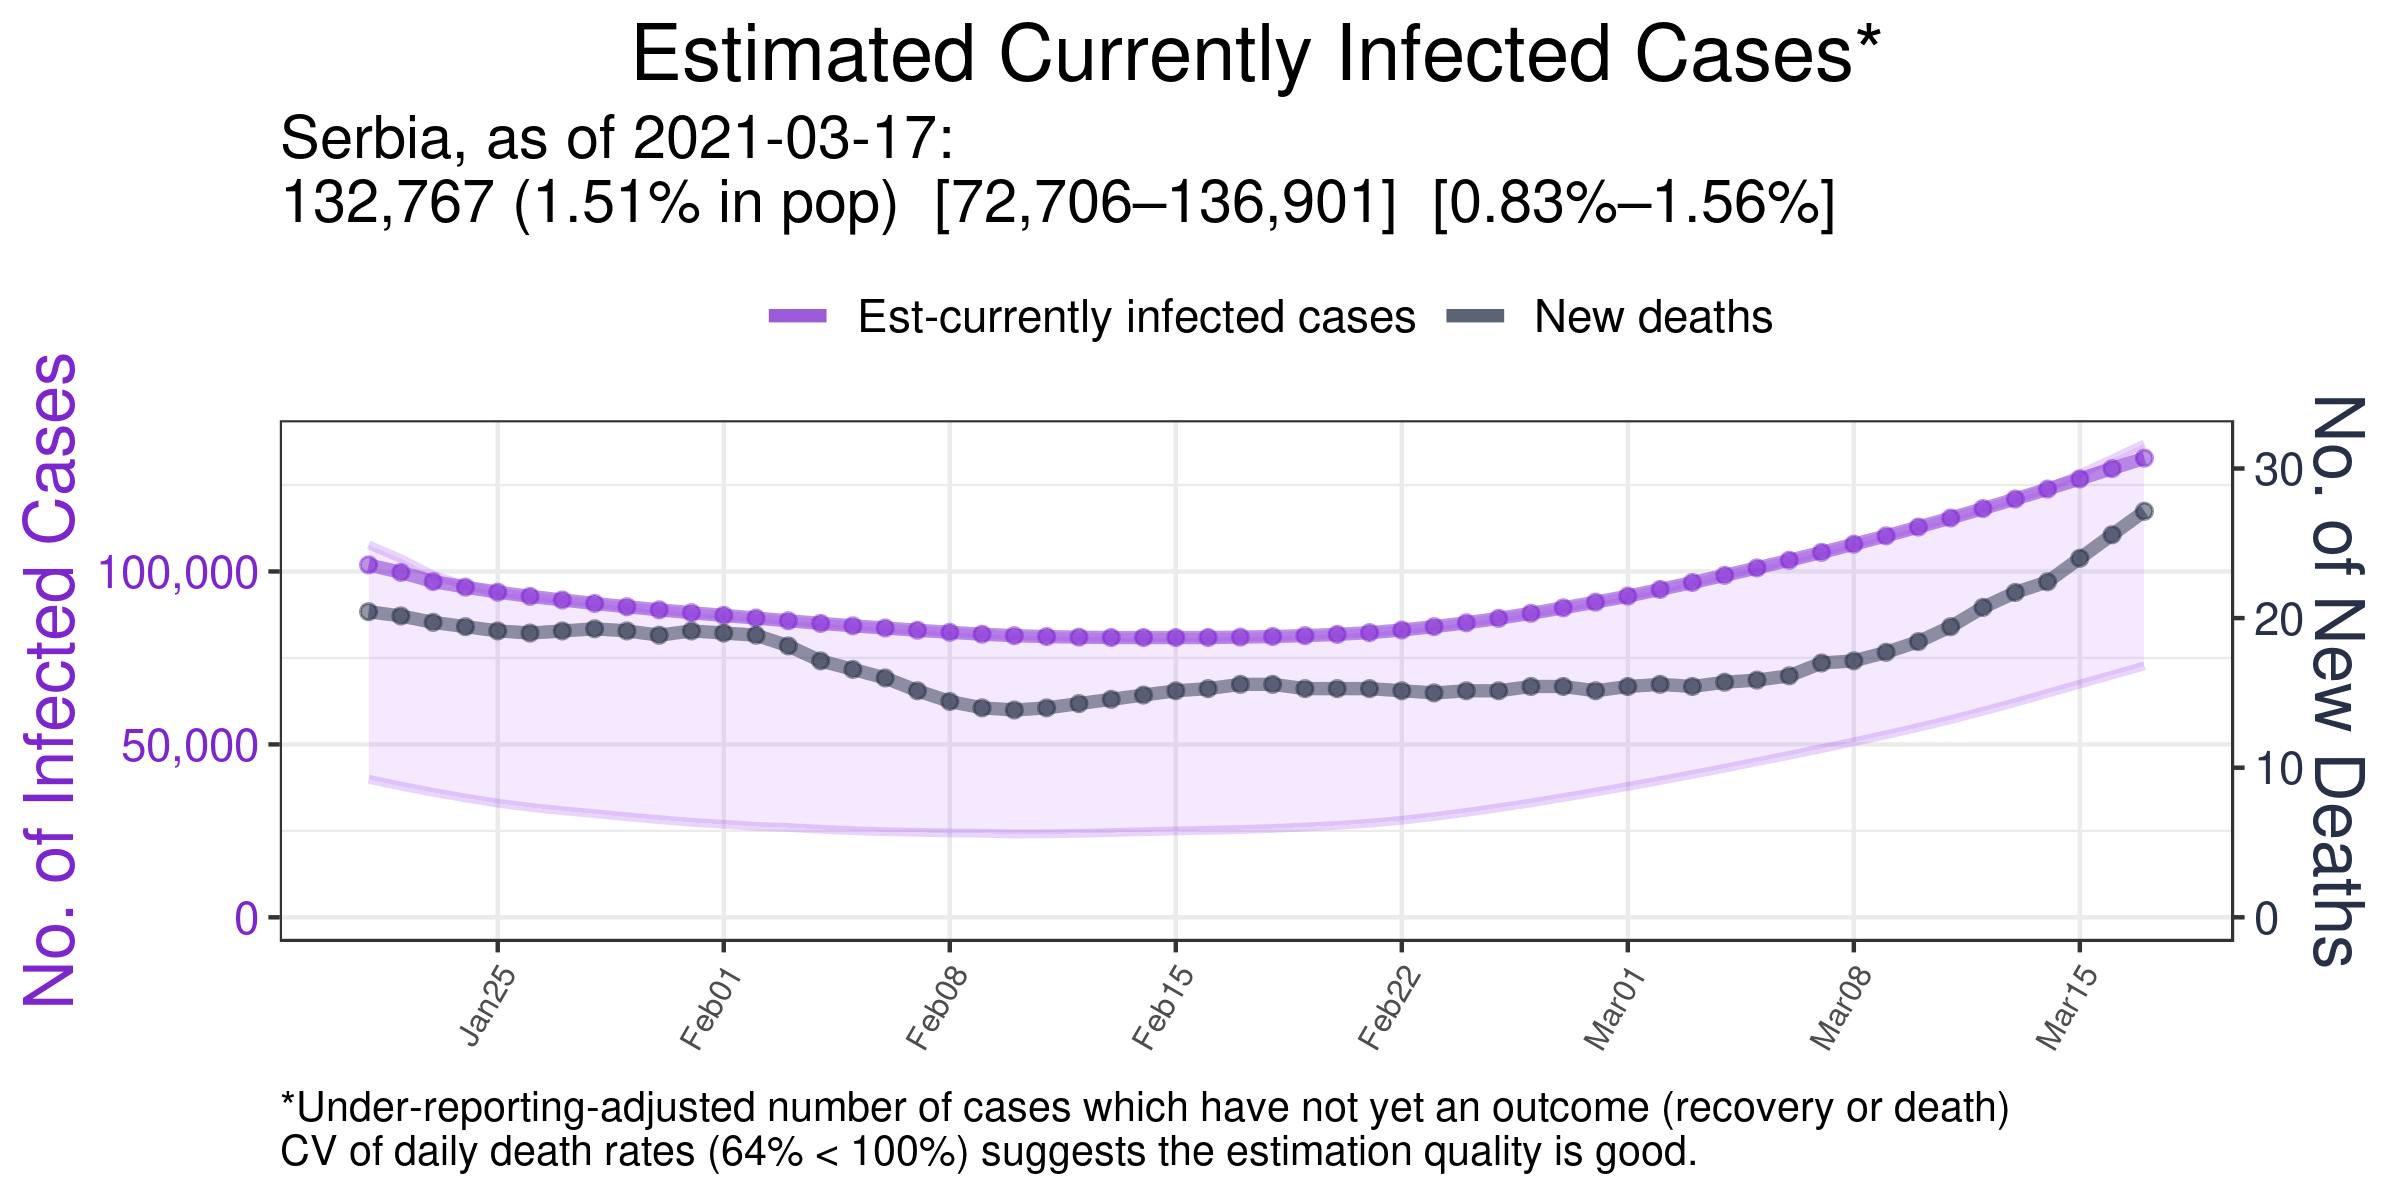 Estimated Currently Infected Cases*
Serbia, as of 2021-03-17:
132,767 (1.51% in pop) [72,706–136,901] [0.83%–1.56%]
Est-currently infected cases New deaths
No. of Infected Cases
100,000
50,000
0
30
20
10
0
No. of New Deaths
Jan25 Feb01 Feb08 Feb15 Feb22 Mar01 Mar08 Mar15
*Under-reporting-adjusted number of cases which have not yet an outcome (recovery or death)
CV of daily death rates (64% < 100%) suggests the estimation quality is good.